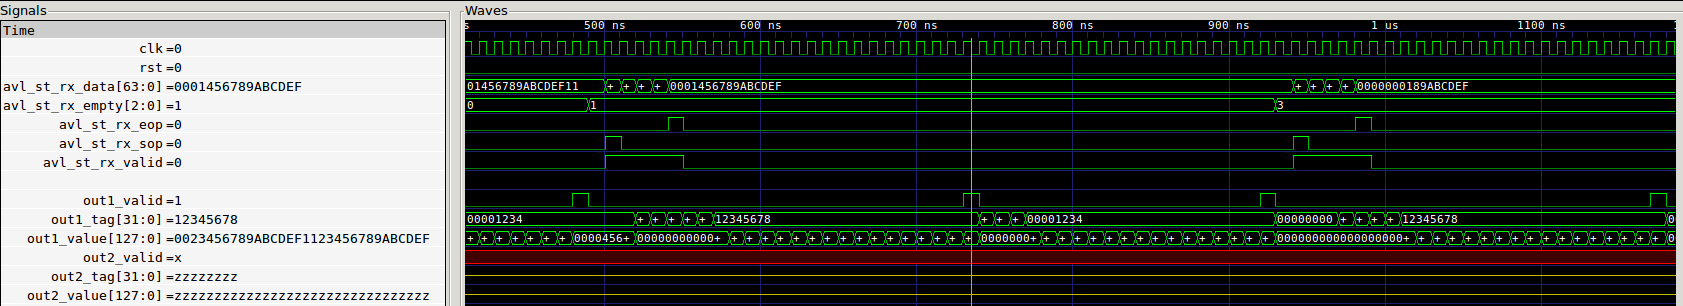 Signals
Waves
Time
s 500 ns 600 ns 700 ns 800 ns 900 ns 1 us 1100 ns 1
clk=0
rst=0
avl_st_rx_data[63:0]=0001456789ABCDEF 01456789ABCDEF11 + + + + 0001456789ABCDEF + + + + 0000000189ABCDEF
avl_st_rx_empty[2:0]=1 0 1 3
avl_st_rx_eop=0
avl_st_rx_sop=0
avl_st_rx_valid=0
out1_valid=1
out1_tag[31:0]=12345678 00001234 + + + + + 12345678 + + + 00001234 00000000 + + + + 12345678 0
out1_value[127:0]=0023456789ABCDEF1123456789ABCDEF + + + + + + + 0000456+ 00000000000+ + + + + + + + + + + + + + + + + 0000000+ + + + + + + + + + + + + + + + 0000000000000000+ + + + + + + + + + + + + + + + + 0
out2_valid=x
out2_tag[31:0]=zzzzzzzz
out2_value[127:0]=zzzzzzzzzzzzzzzzzzzzzzzzzzzzzzzz